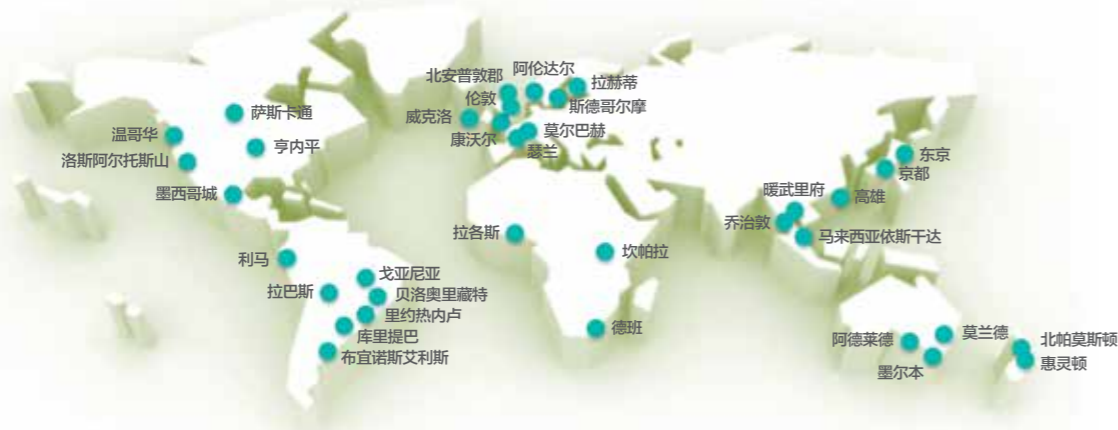 北安普敦郡
阿伦达尔
拉赫蒂
伦敦
斯德哥尔摩
威克洛
康沃尔
莫尔巴赫
瑟兰
萨斯卡通
温哥华
亨内平
洛斯阿尔托斯山
墨西哥城
东京
京都
暖武里府
高雄
乔治敦
马来西亚依斯干达
拉各斯
坎帕拉
利马
戈亚尼亚
拉巴斯
贝洛奥里藏特
里约热内卢
库里提巴
布宜诺斯艾利斯
德班
阿德莱德
莫兰德
墨尔本
北帕莫斯顿
惠灵顿